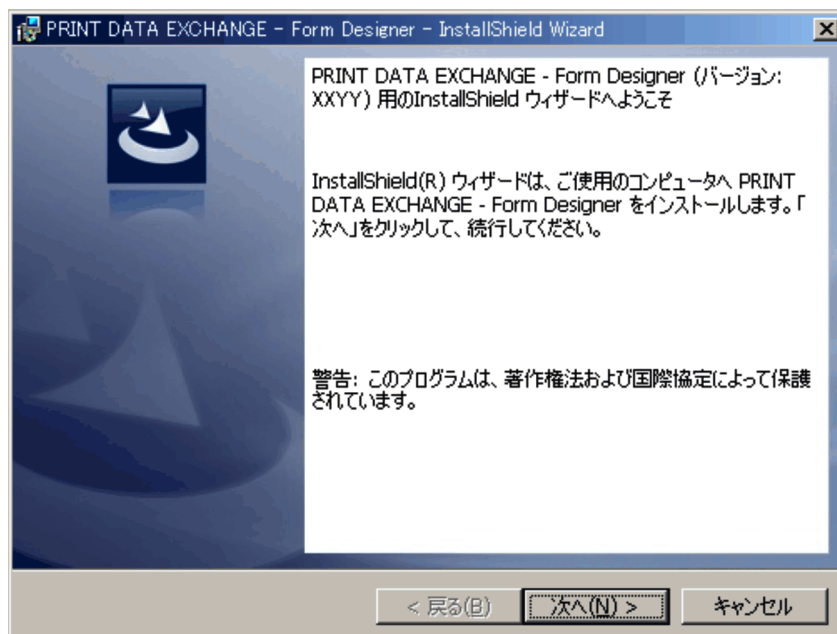 PRINT DATA EXCHANGE - Form Designer - InstallShield Wizard
PRINT DATA EXCHANGE - Form Designer (バージョン:
XXYY) 用のInstallShield ウィザードへようこそ
InstallShield(R) ウィザードは、ご使用のコンピュータへ PRINT
DATA EXCHANGE - Form Designer をインストールします。「
次へ」をクリックして、続行してください。
警告: このプログラムは、著作権法および国際協定によって保護
されています。
< 戻る(B)
次へ(N) >
キャンセル